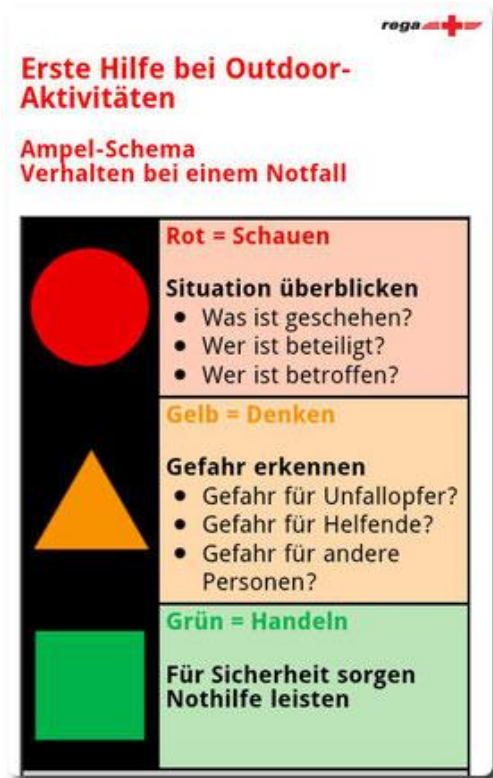 rega
Erste Hilfe bei Outdoor-
Aktivitäten
Ampel-Schema
Verhalten bei einem Notfall
Rot = Schauen
Situation überblicken
• Was ist geschehen?
• Wer ist beteiligt?
• Wer ist betroffen?
Gelb = Denken
Gefahr erkennen
• Gefahr für Unfallopfer?
• Gefahr für Helfende?
• Gefahr für andere
Personen?
Grün = Handeln
Für Sicherheit sorgen
Nothilfe leisten